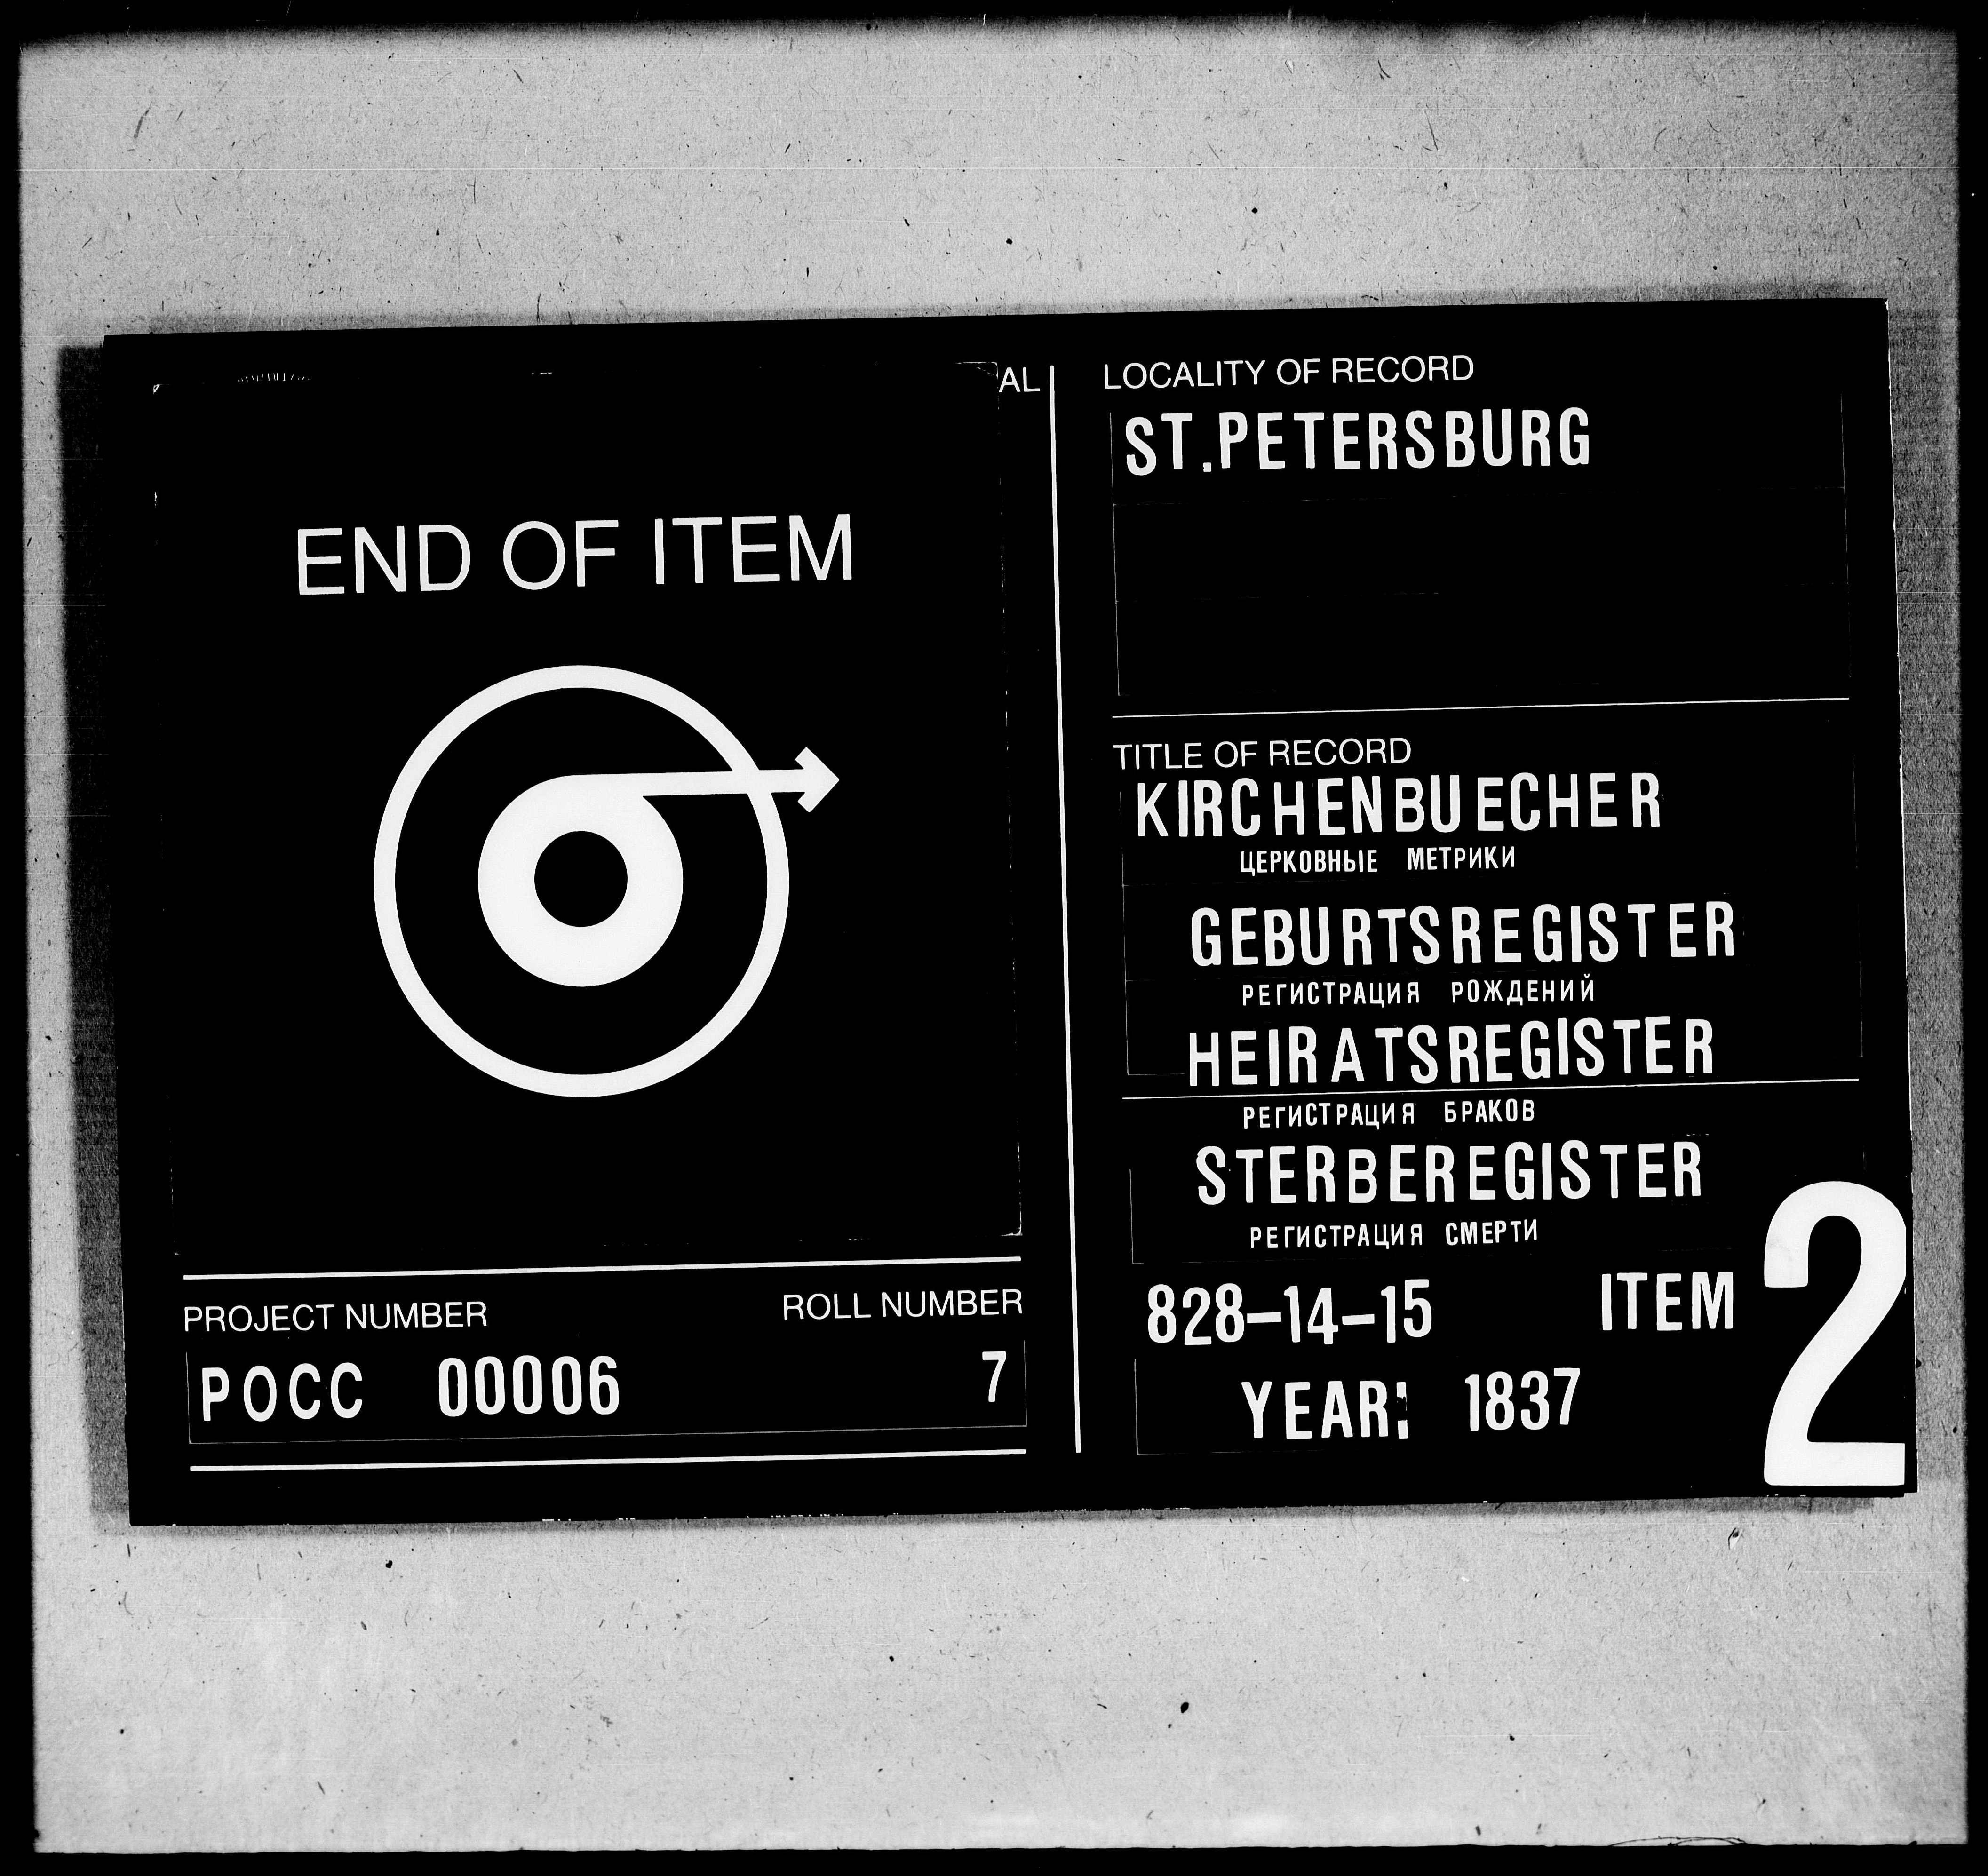 END OF ITEM
PROJECT NUMBER ROLL NUMBER
POCC 00006 7
AL
LOCALITY OF RECORD
ST.PETERSBURG
TITLE OF RECORD
KIRCHENBUECHER
ЦЕРКОВНЫЕ МЕТРИКИ
GEBURTSREGISTER
РЕГИСТРАЦИЯ РОЖДЕНИЙ
HEIRATSREGISTER
РЕГИСТРАЦИЯ БРАКОВ
STERBEREGISTER
РЕГИСТРАЦИЯ СМЕРТИ
828-14-15 ITEM 2
YEAR: 1837